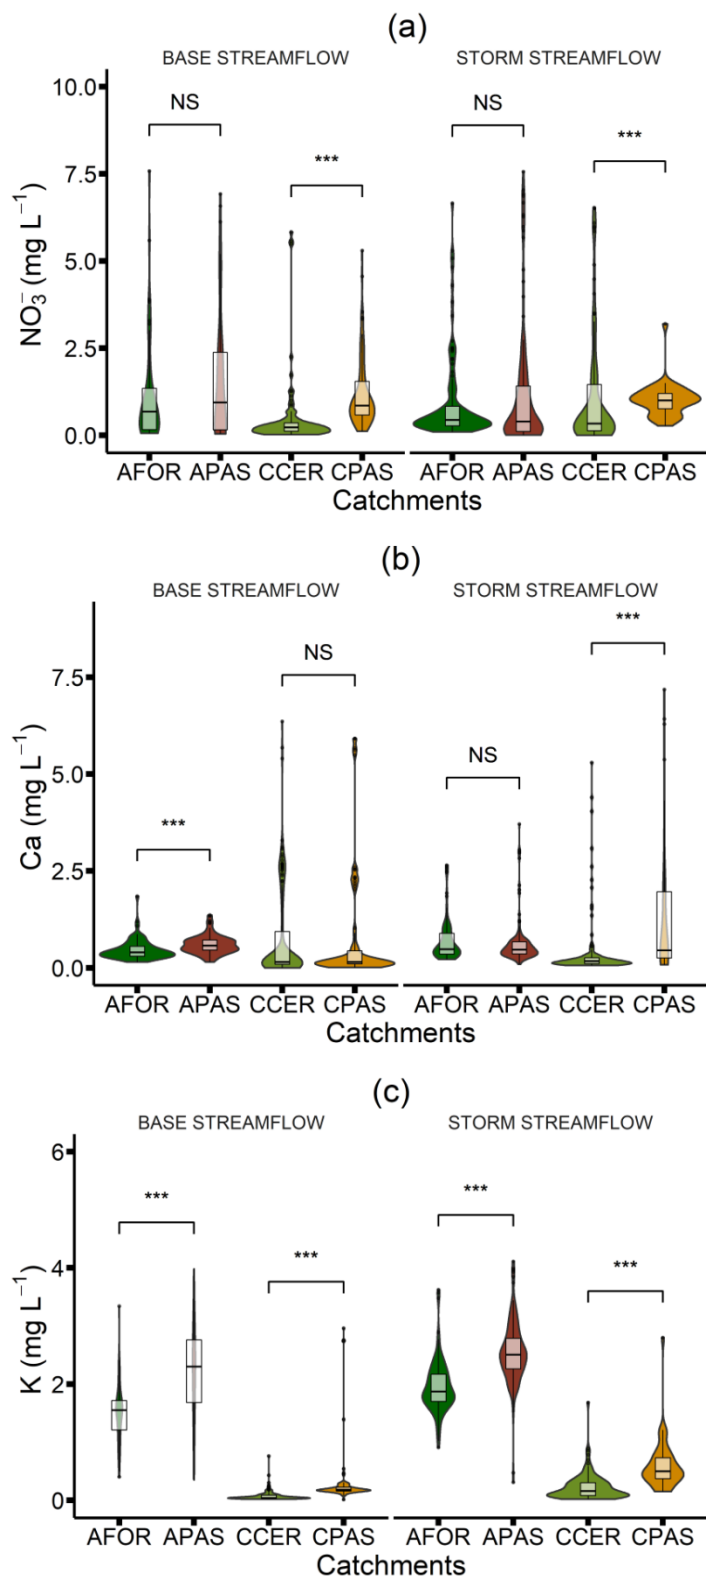 (a)
BASE STREAMFLOW STORM STREAMFLOW
10.0
NS NS
*** ***
7.5
5.0
2.5
0.0
NO₃⁻ (mg L⁻¹)
AFOR APAS CCER CPAS AFOR APAS CCER CPAS
Catchments
(b)
BASE STREAMFLOW STORM STREAMFLOW
***
NS
7.5
NS
5.0
***
2.5
0.0
Ca (mg L⁻¹)
AFOR APAS CCER CPAS AFOR APAS CCER CPAS
Catchments
(c)
BASE STREAMFLOW STORM STREAMFLOW
6
*** ***
*** ***
4
2
0
K (mg L⁻¹)
AFOR APAS CCER CPAS AFOR APAS CCER CPAS
Catchments